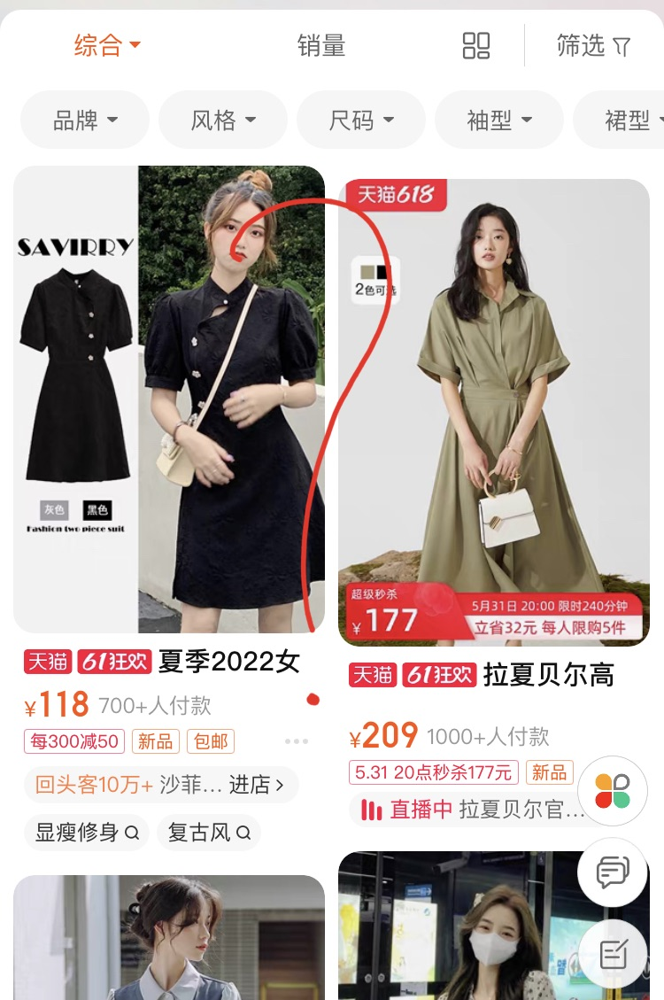 综合
销量
筛选
品牌
风格
尺码
袖型
裙型
SAVIRRY
灰色
黑色
Fashion two piece suit
天猫618
2色可选
超级秒杀
¥177
5月31日 20:00 限时240分钟
立省32元 每人限购5件
天猫 61狂欢 夏季2022女
¥118 700+人付款
每300减50 新品 包邮
回头客10万+ 沙菲... 进店>
显瘦修身
复古风
天猫 61狂欢 拉夏贝尔高
¥209 1000+人付款
5.31 20点秒杀177元 新品
直播中 拉夏贝尔官...